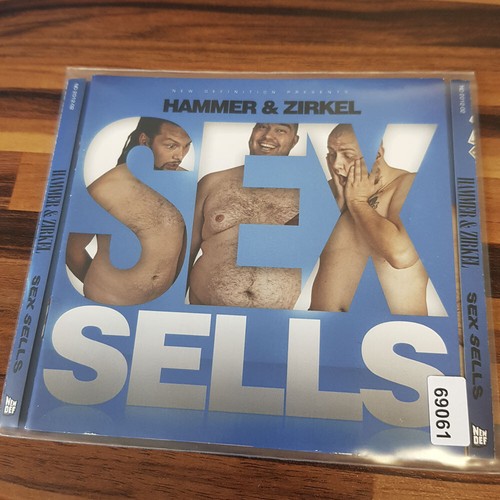 NEW DEFINITION PRESENTS
HAMMER & ZIRKEL
SEX
SELLS
HAMMER & ZIRKEL
SEX SELLS
NEW
DEF
HAMMER & ZIRKEL
SEX SELLS
NEW
DEF
69061